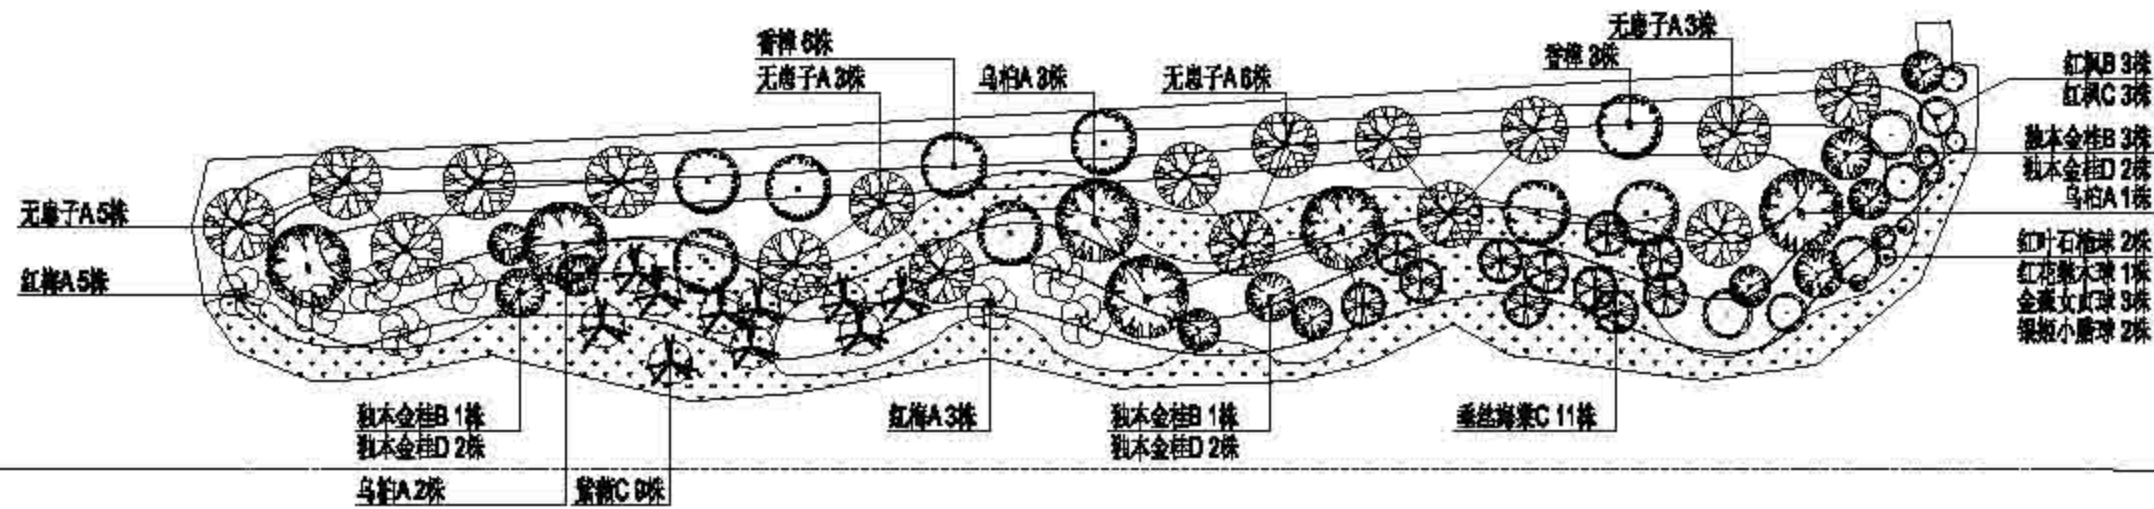 无患子A 3株
香樟 6株
香樟 3株
无患子A 3株
乌桕A 3株
无患子A 6株
红枫B 3株
红枫C 3株
独本金桂B 3株
独本金桂D 2株
乌桕A 1株
无患子A 5株
红叶石楠球 2株
红花继木球 1株
红梅A 5株
金森女贞球 3株
银姬小腊球 2株
独本金桂B 1株
独本金桂D 2株
红梅A 3株
独本金桂B 1株
独本金桂D 2株
垂丝海棠C 11株
乌桕A 2株
紫薇C 9株